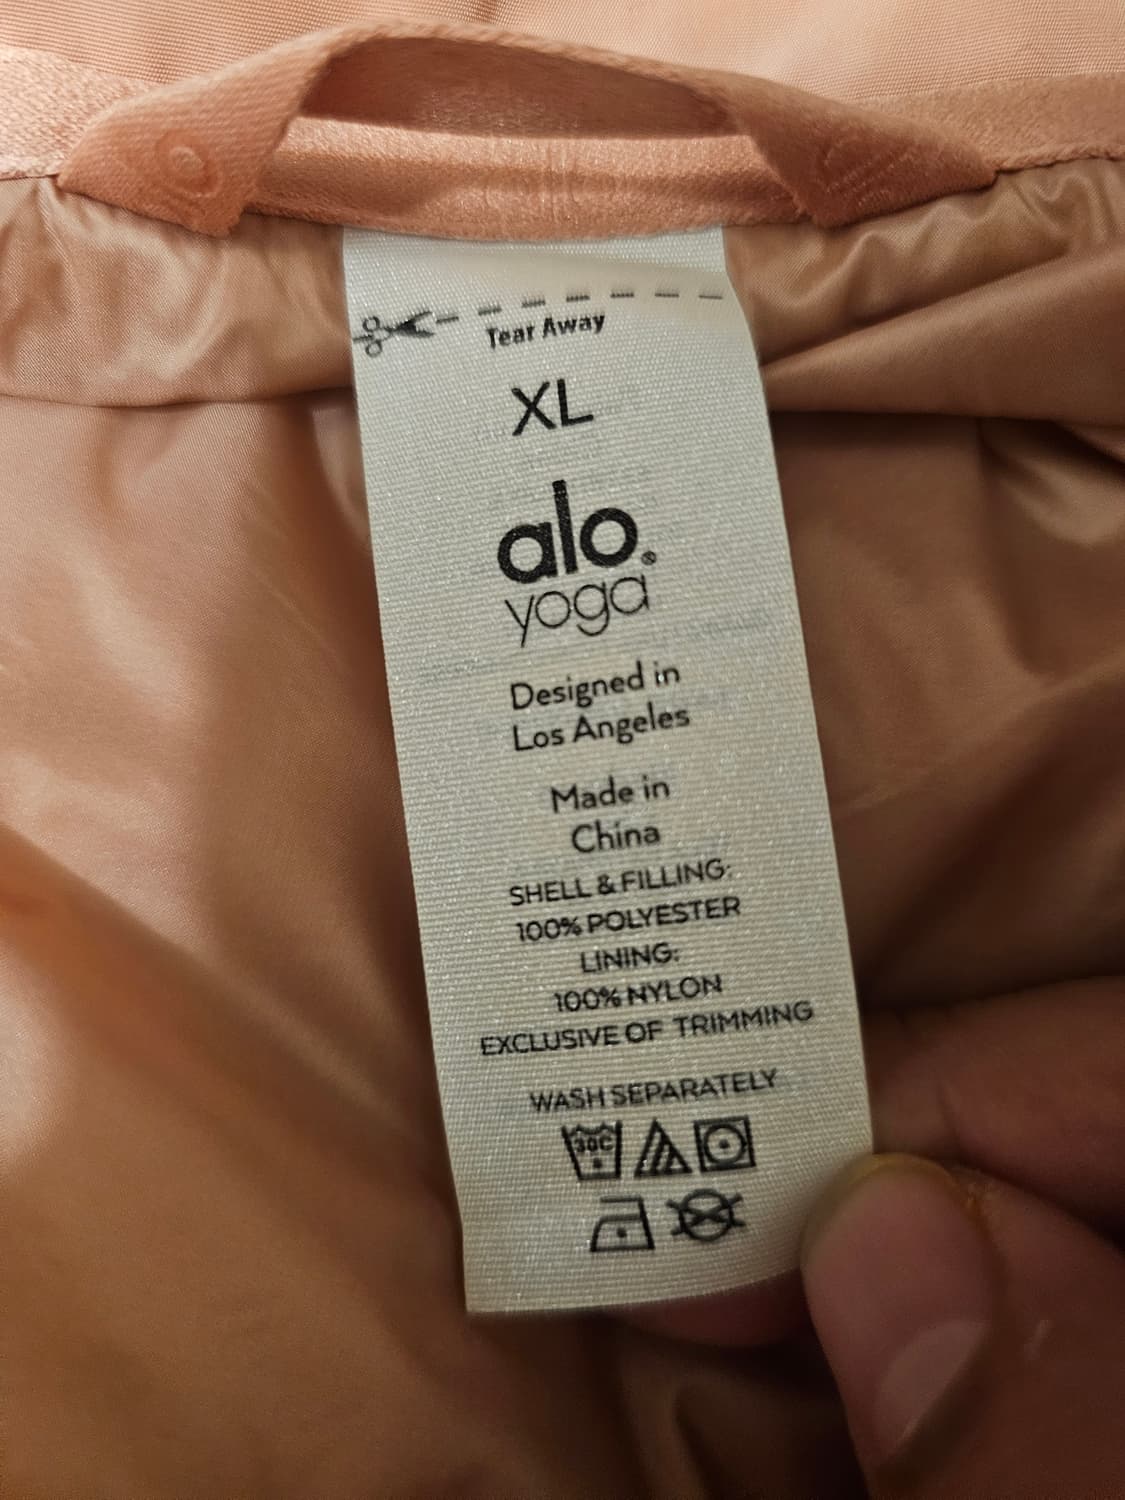 Tear Away
XL
alo®
yoga
Designed in
Los Angeles
Made in
China
SHELL & FILLING:
100% POLYESTER
LINING:
100% NYLON
EXCLUSIVE OF TRIMMING
WASH SEPARATELY
30C